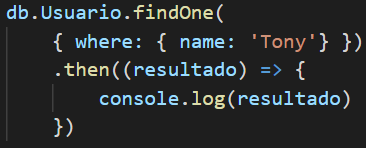 db.Usuario.findOne(
    { where: { name: 'Tony'} })
    .then((resultado) => {
        console.log(resultado)
    })